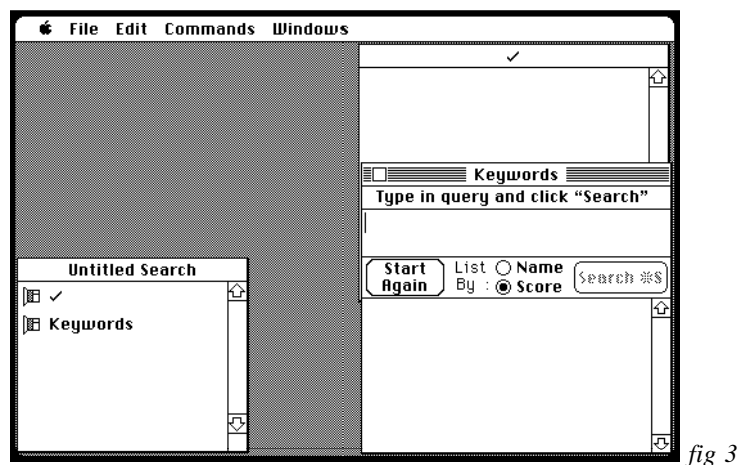 File Edit Commands Windows
✓
Keywords
Type in query and click “Search”
Start Again
List By :
Name
Score
Search ⌘S
Untitled Search
✓
Keywords
fig 3